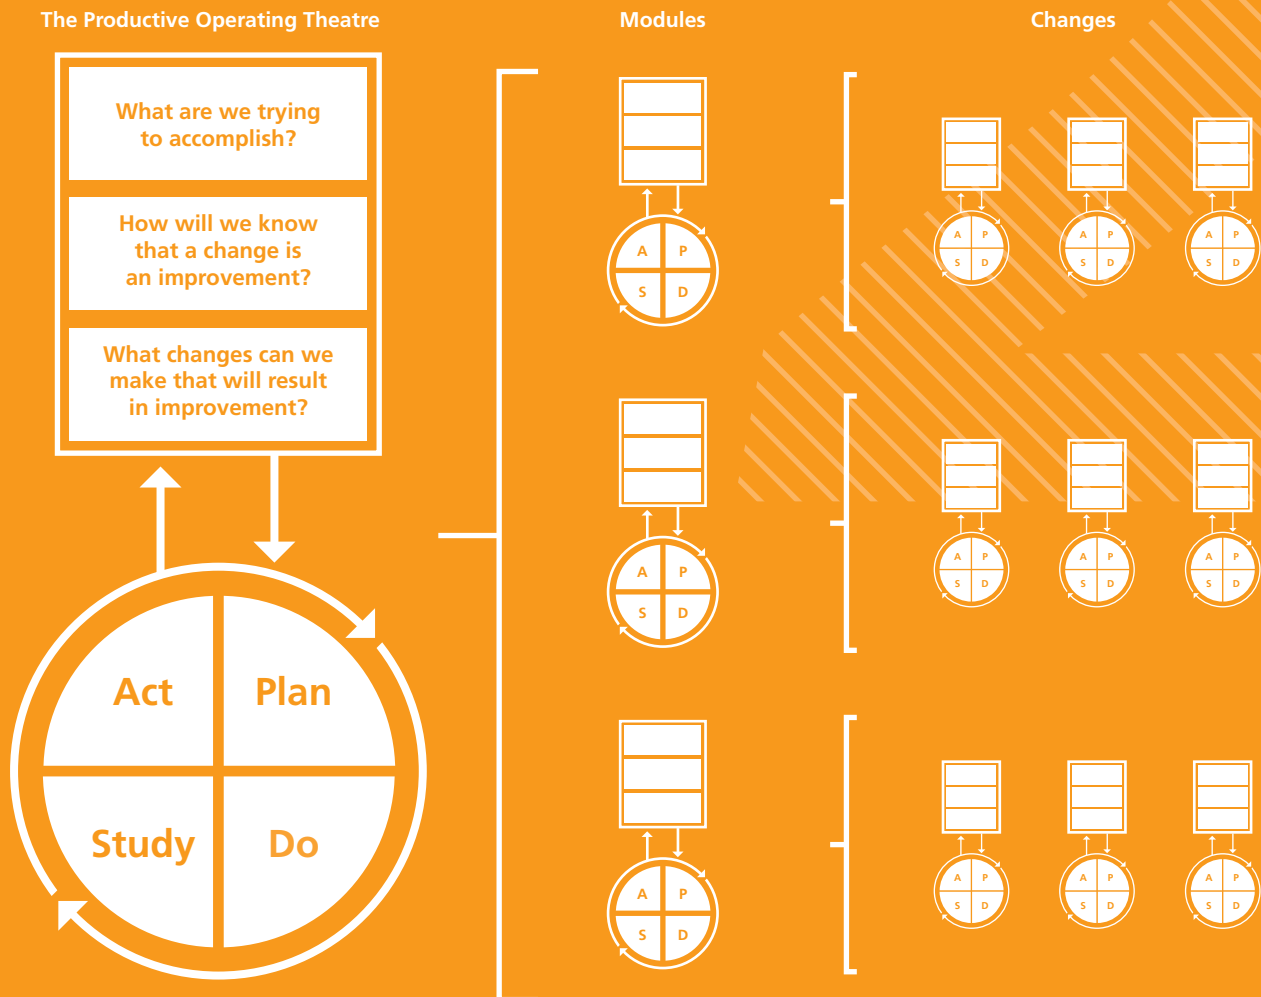 The Productive Operating Theatre
Modules
Changes
What are we trying
to accomplish?
How will we know
that a change is
an improvement?
What changes can we
make that will result
in improvement?
Act
Plan
Study
Do
A P
S D
A P
S D
A P
S D
A P
S D
A P
S D
A P
S D
A P
S D
A P
S D
A P
S D
A P
S D
A P
S D
A P
S D